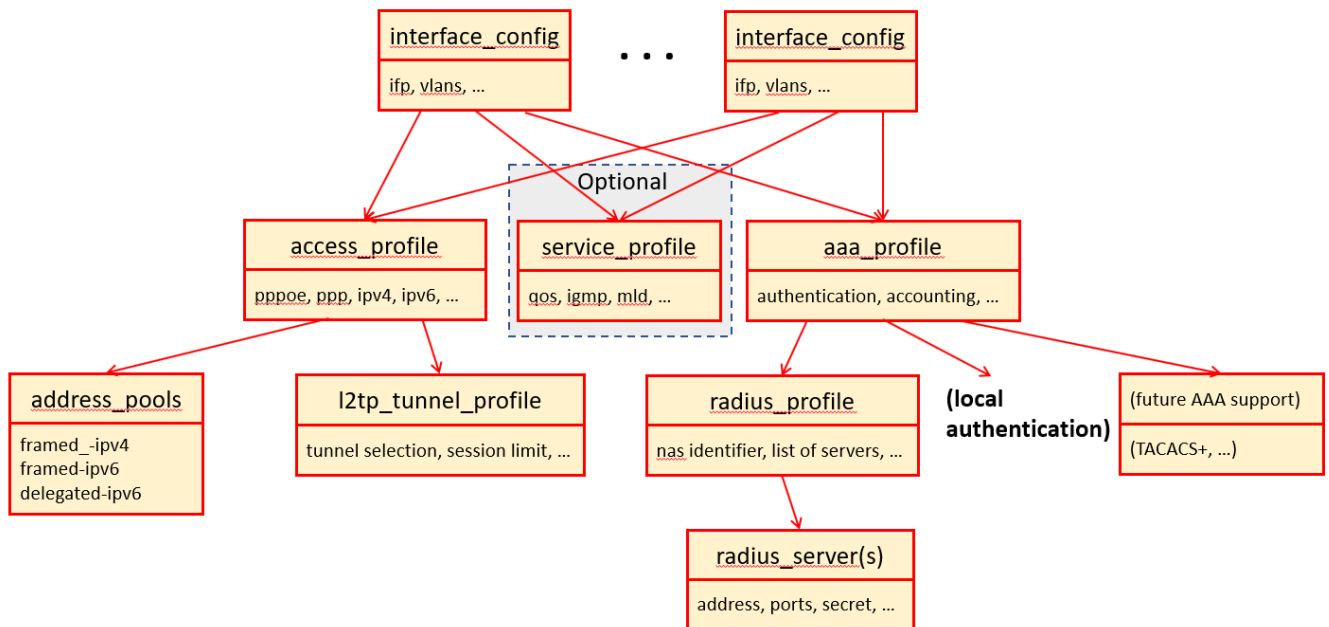 interface_config
ifp, vlans, ...
. . .
interface_config
ifp, vlans, ...
Optional
access_profile
pppoe, ppp, ipv4, ipv6, ...
service_profile
qos, igmp, mld, ...
aaa_profile
authentication, accounting, ...
address_pools
framed_-ipv4
framed-ipv6
delegated-ipv6
l2tp_tunnel_profile
tunnel selection, session limit, ...
radius_profile
nas identifier, list of servers, ...
(local
authentication)
(future AAA support)
(TACACS+, ...)
radius_server(s)
address, ports, secret, ...